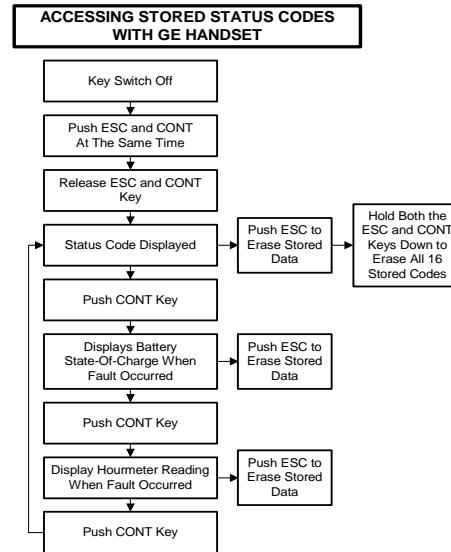 ACCESSING STORED STATUS CODES
WITH GE HANDSET
Key Switch Off
Push ESC and CONT
At The Same Time
Release ESC and CONT
Key
Status Code Displayed
Push ESC to
Erase Stored
Data
Hold Both the
ESC and CONT
Keys Down to
Erase All 16
Stored Codes
Push CONT Key
Displays Battery
State-Of-Charge When
Fault Occurred
Push ESC to
Erase Stored
Data
Push CONT Key
Display Hourmeter Reading
When Fault Occurred
Push ESC to
Erase Stored
Data
Push CONT Key